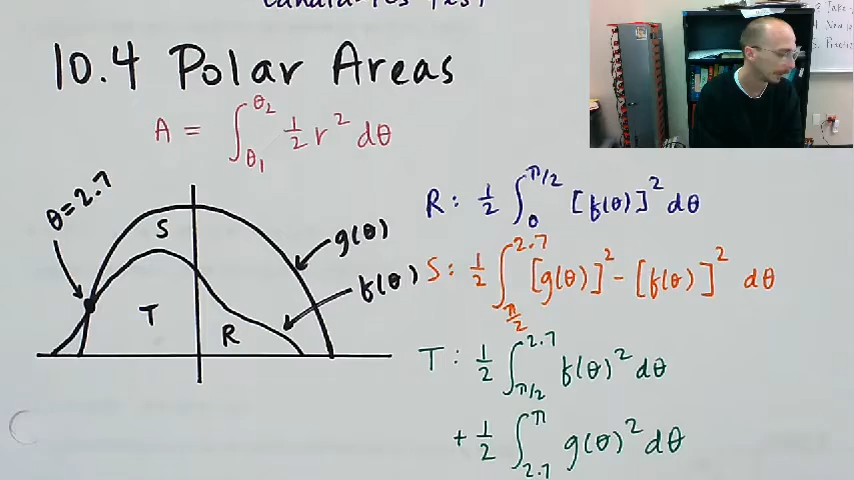 10.4 Polar Areas
A = ∫_{θ₁}^{θ₂} 1/2 r² dθ
θ = 2.7
S
g(θ)
f(θ)
T
R
R: 1/2 ∫_0^{π/2} [f(θ)]² dθ
S: 1/2 ∫_{π/2}^{2.7} [g(θ)]² - [f(θ)]² dθ
T: 1/2 ∫_{π/2}^{2.7} f(θ)² dθ
+ 1/2 ∫_{2.7}^{π} g(θ)² dθ